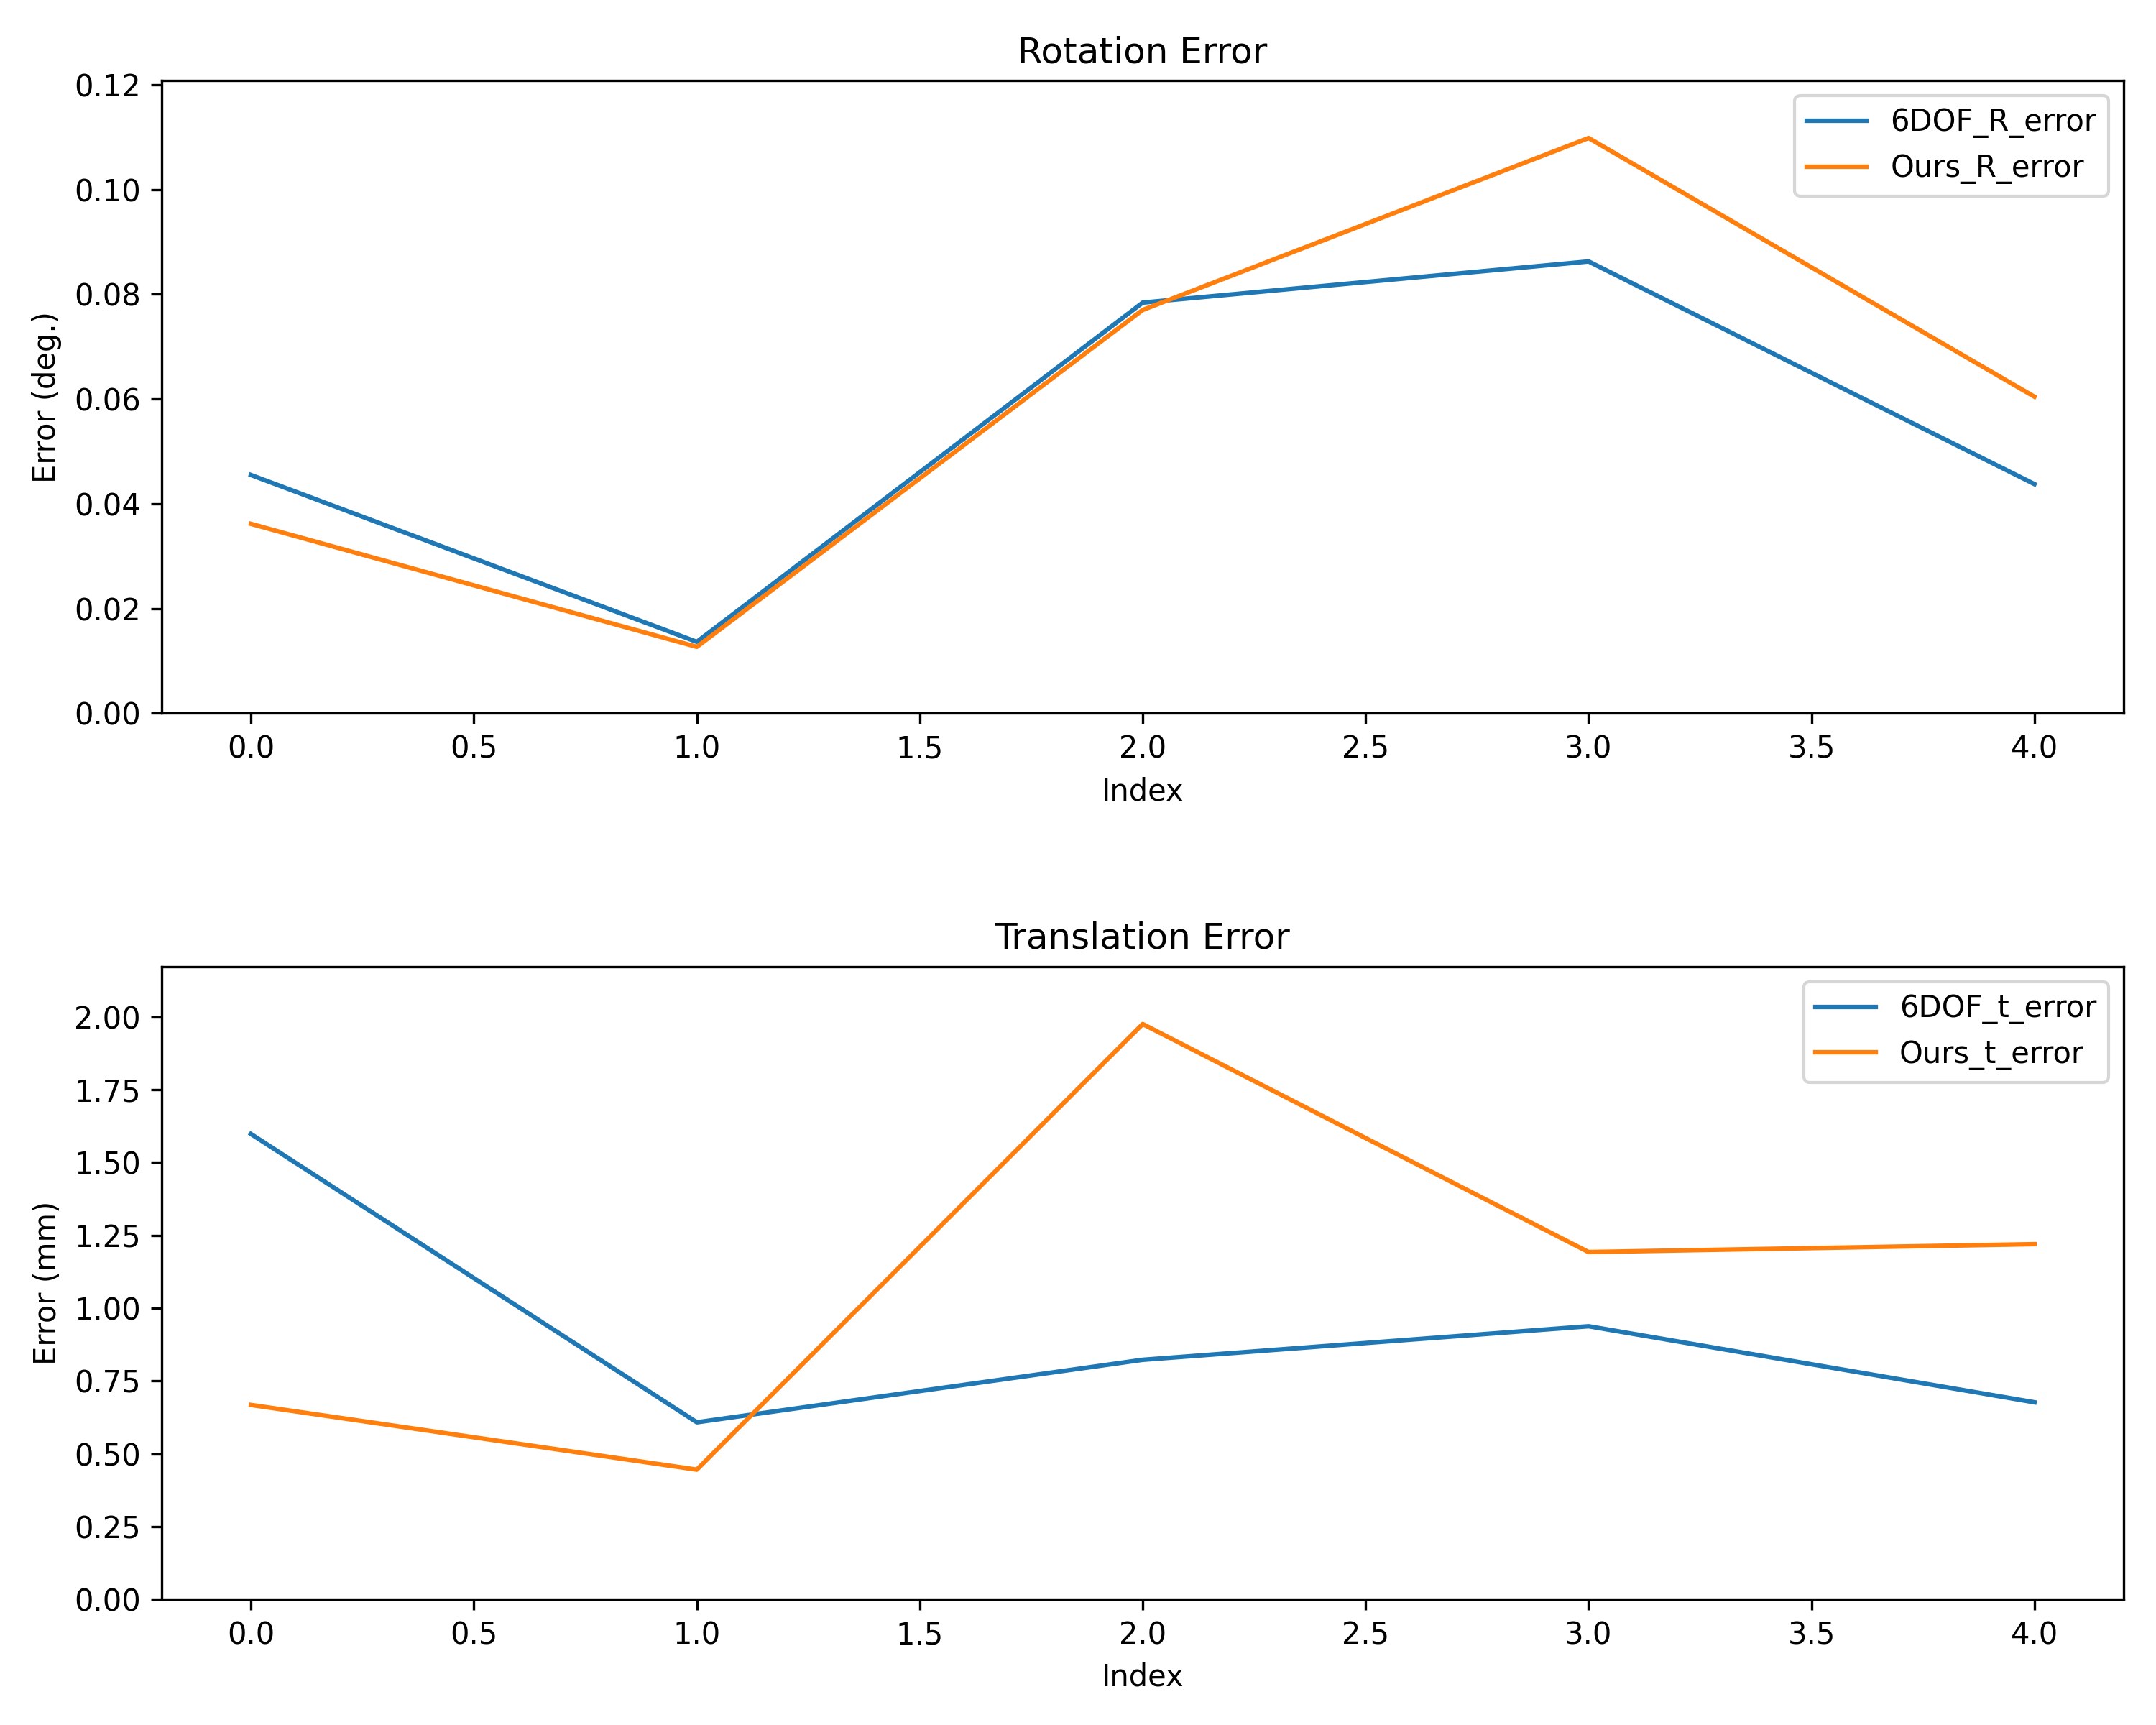 Rotation Error
0.12
0.10
0.08
0.06
0.04
0.02
0.00
Error (deg.)
6DOF_R_error
Ours_R_error
0.0 0.5 1.0 1.5 2.0 2.5 3.0 3.5 4.0
Index
Translation Error
2.00
1.75
1.50
1.25
1.00
0.75
0.50
0.25
0.00
Error (mm)
6DOF_t_error
Ours_t_error
0.0 0.5 1.0 1.5 2.0 2.5 3.0 3.5 4.0
Index